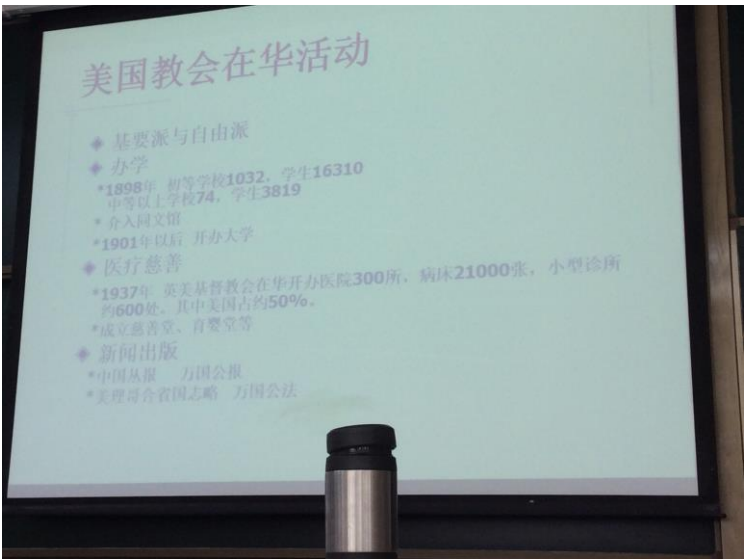 美国教会在华活动
◆ 基要派与自由派
◆ 办学
*1898年 初等学校1032，学生16310
中等以上学校74，学生3819
* 介入同文馆
*1901年以后 开办大学
◆ 医疗慈善
*1937年 英美基督教会在华开办医院300所，病床21000张，小型诊所
约600处，其中美国占约50%。
*成立慈善堂、育婴堂等
◆ 新闻出版
*中国丛报 万国公报
*美理哥合省国志略 万国公法